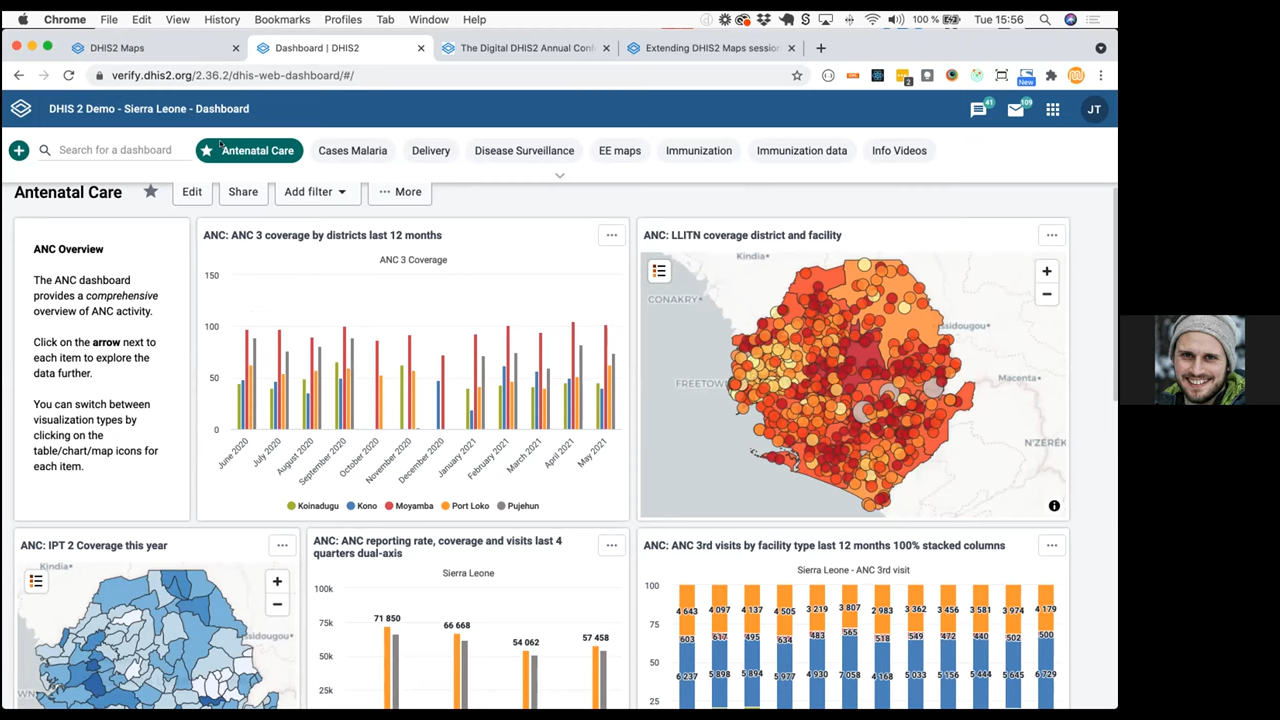 Chrome File Edit View History Bookmarks Profiles Tab Window Help 100 % Tue 15:56
DHIS2 Maps Dashboard | DHIS2 The Digital DHIS2 Annual Conf Extending DHIS2 Maps session
verify.dhis2.org/2.36.2/dhis-web-dashboard/#/
2 New
DHIS 2 Demo - Sierra Leone - Dashboard 41 109 JT
Search for a dashboard Antenatal Care Cases Malaria Delivery Disease Surveillance EE maps Immunization Immunization data Info Videos
Antenatal Care Edit Share Add filter More
ANC Overview
The ANC dashboard
provides a comprehensive
overview of ANC activity.
Click on the arrow next to
each item to explore the
data further.
You can switch between
visualization types by
clicking on the
table/chart/map icons for
each item.
ANC: ANC 3 coverage by districts last 12 months
ANC 3 Coverage
150
100
50
0
June 2020 July 2020 August 2020 September 2020 October 2020 November 2020 December 2020 January 2021 February 2021 March 2021 April 2021 May 2021
Koinadugu Kono Moyamba Port Loko Pujehun
ANC: LLITN coverage district and facility
Kindia
CONAKRY
ssidougou
FREETOWN
Macenta
N'ZÉRÉK
ANC: IPT 2 Coverage this year
Kindia
ssidougou
ANC: ANC reporting rate, coverage and visits last 4
quarters dual-axis
Sierra Leone
100k
75k
50k
25k
71 850 66 668 54 062 57 458
ANC: ANC 3rd visits by facility type last 12 months 100% stacked columns
Sierra Leone - ANC 3rd visit
100
75
50
25
4 643 4 097 4 137 4 505 3 219 3 807 2 983 3 362 3 456 3 581 3 974 4 179
603 617 495 634 483 565 518 549 472 440 502 500
6 237 5 898 5 894 5 977 4 930 7 058 4 168 5 033 5 156 5 444 5 645 6 729